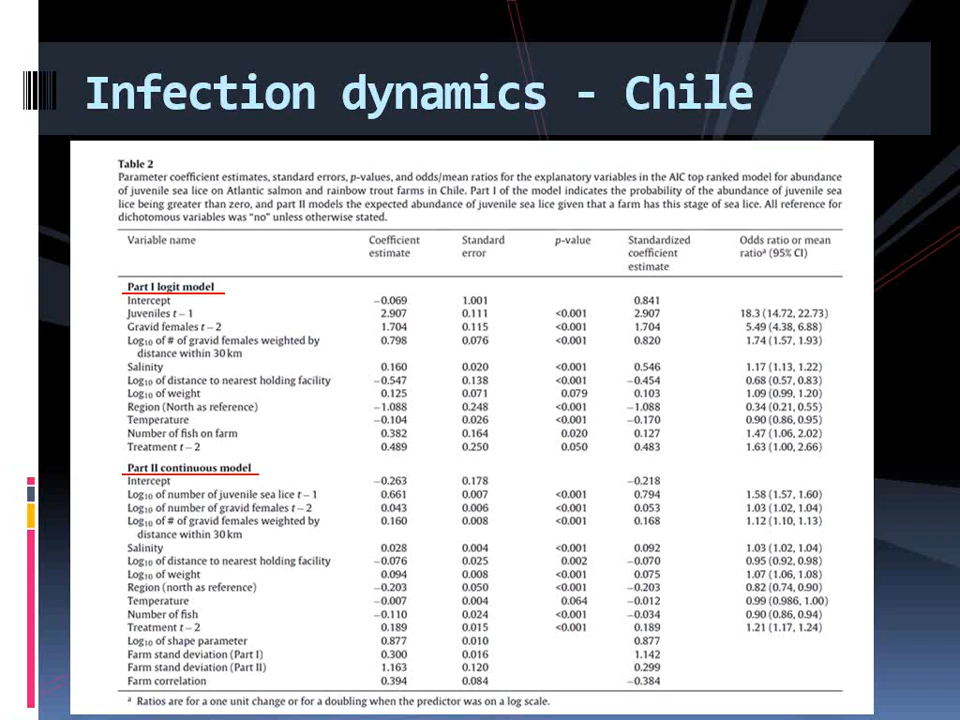 Infection dynamics - Chile
Table 2
Parameter coefficient estimates, standard errors, p-values, and odds/mean ratios for the explanatory variables in the AIC top ranked model for abundance
of juvenile sea lice on Atlantic salmon and rainbow trout farms in Chile. Part I of the model indicates the probability of the abundance of juvenile sea
lice being greater than zero, and part II models the expected abundance of juvenile sea lice given that a farm has this stage of sea lice. All reference for
dichotomous variables was "no" unless otherwise stated.
Variable name Coefficient estimate Standard error p-value Standardized coefficient estimate Odds ratio or mean ratioᵃ (95% CI)
Part I logit model
Intercept −0.069 1.001 0.841
Juveniles t − 1 2.907 0.111 <0.001 2.907 18.3 (14.72, 22.73)
Gravid females t − 2 1.704 0.115 <0.001 1.704 5.49 (4.38, 6.88)
Log₁₀ of # of gravid females weighted by 0.798 0.076 <0.001 0.820 1.74 (1.57, 1.93)
distance within 30 km
Salinity 0.160 0.020 <0.001 0.546 1.17 (1.13, 1.22)
Log₁₀ of distance to nearest holding facility −0.547 0.138 <0.001 −0.454 0.68 (0.57, 0.83)
Log₁₀ of weight 0.125 0.071 0.079 0.103 1.09 (0.99, 1.20)
Region (North as reference) −1.088 0.248 <0.001 −1.088 0.34 (0.21, 0.55)
Temperature −0.104 0.026 <0.001 −0.170 0.90 (0.86, 0.95)
Number of fish on farm 0.382 0.164 0.020 0.127 1.47 (1.06, 2.02)
Treatment t − 2 0.489 0.250 0.050 0.483 1.63 (1.00, 2.66)
Part II continuous model
Intercept −0.263 0.178 −0.218
Log₁₀ of number of juvenile sea lice t − 1 0.661 0.007 <0.001 0.794 1.58 (1.57, 1.60)
Log₁₀ of number of gravid females t − 2 0.043 0.006 <0.001 0.053 1.03 (1.02, 1.04)
Log₁₀ of # of gravid females weighted by 0.160 0.008 <0.001 0.168 1.12 (1.10, 1.13)
distance within 30 km
Salinity 0.028 0.004 <0.001 0.092 1.03 (1.02, 1.04)
Log₁₀ of distance to nearest holding facility −0.076 0.025 0.002 −0.070 0.95 (0.92, 0.98)
Log₁₀ of weight 0.094 0.008 <0.001 0.075 1.07 (1.06, 1.08)
Region (north as reference) −0.203 0.050 <0.001 −0.203 0.82 (0.74, 0.90)
Temperature −0.007 0.004 0.064 −0.012 0.99 (0.986, 1.00)
Number of fish −0.110 0.024 <0.001 −0.034 0.90 (0.86, 0.94)
Treatment t − 2 0.189 0.015 <0.001 0.189 1.21 (1.17, 1.24)
Log₁₀ of shape parameter 0.877 0.010 0.877
Farm stand deviation (Part I) 0.300 0.016 1.142
Farm stand deviation (Part II) 1.163 0.120 0.299
Farm correlation 0.394 0.084 −0.384
ᵃ Ratios are for a one unit change or for a doubling when the predictor was on a log scale.